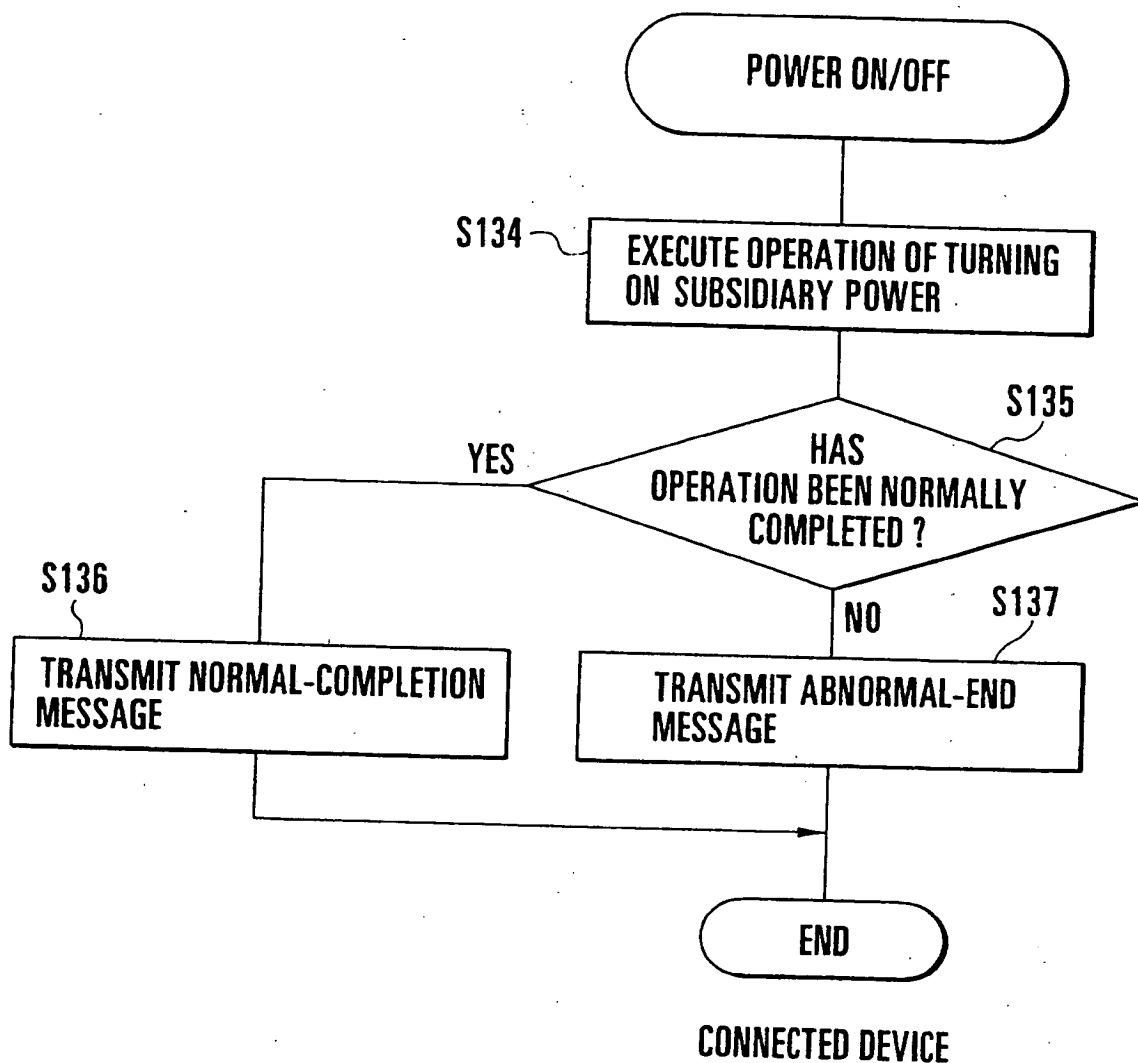 POWER ON/OFF
S134
EXECUTE OPERATION OF TURNING
ON SUBSIDIARY POWER
S135
YES
HAS
OPERATION BEEN NORMALLY
COMPLETED ?
S136
NO
S137
TRANSMIT NORMAL-COMPLETION
MESSAGE
TRANSMIT ABNORMAL-END
MESSAGE
END
CONNECTED DEVICE